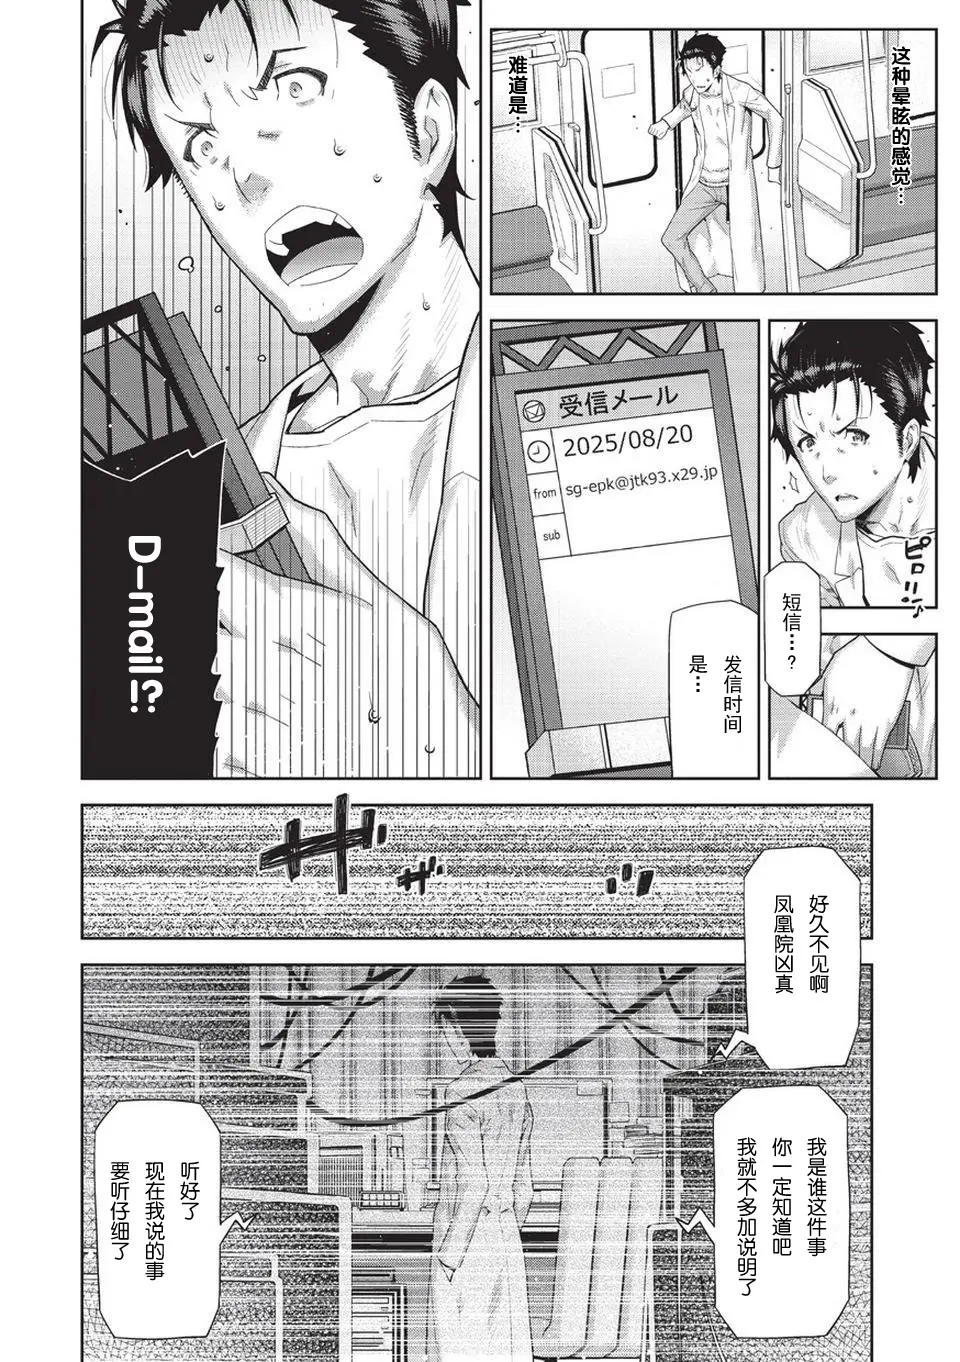 这种晕眩的感觉…
难道是…
ピロリ
短信…?
受信メール
2025/08/20
from
sg-epk@jtk93.x29.jp
sub
发信时间
是…
D-mail!?
ザザ
ザザ
好久不见啊
凤凰院凶真
我是谁这件事
你一定知道吧
我就不多加说明了
听好了
现在我说的事
要听仔细了